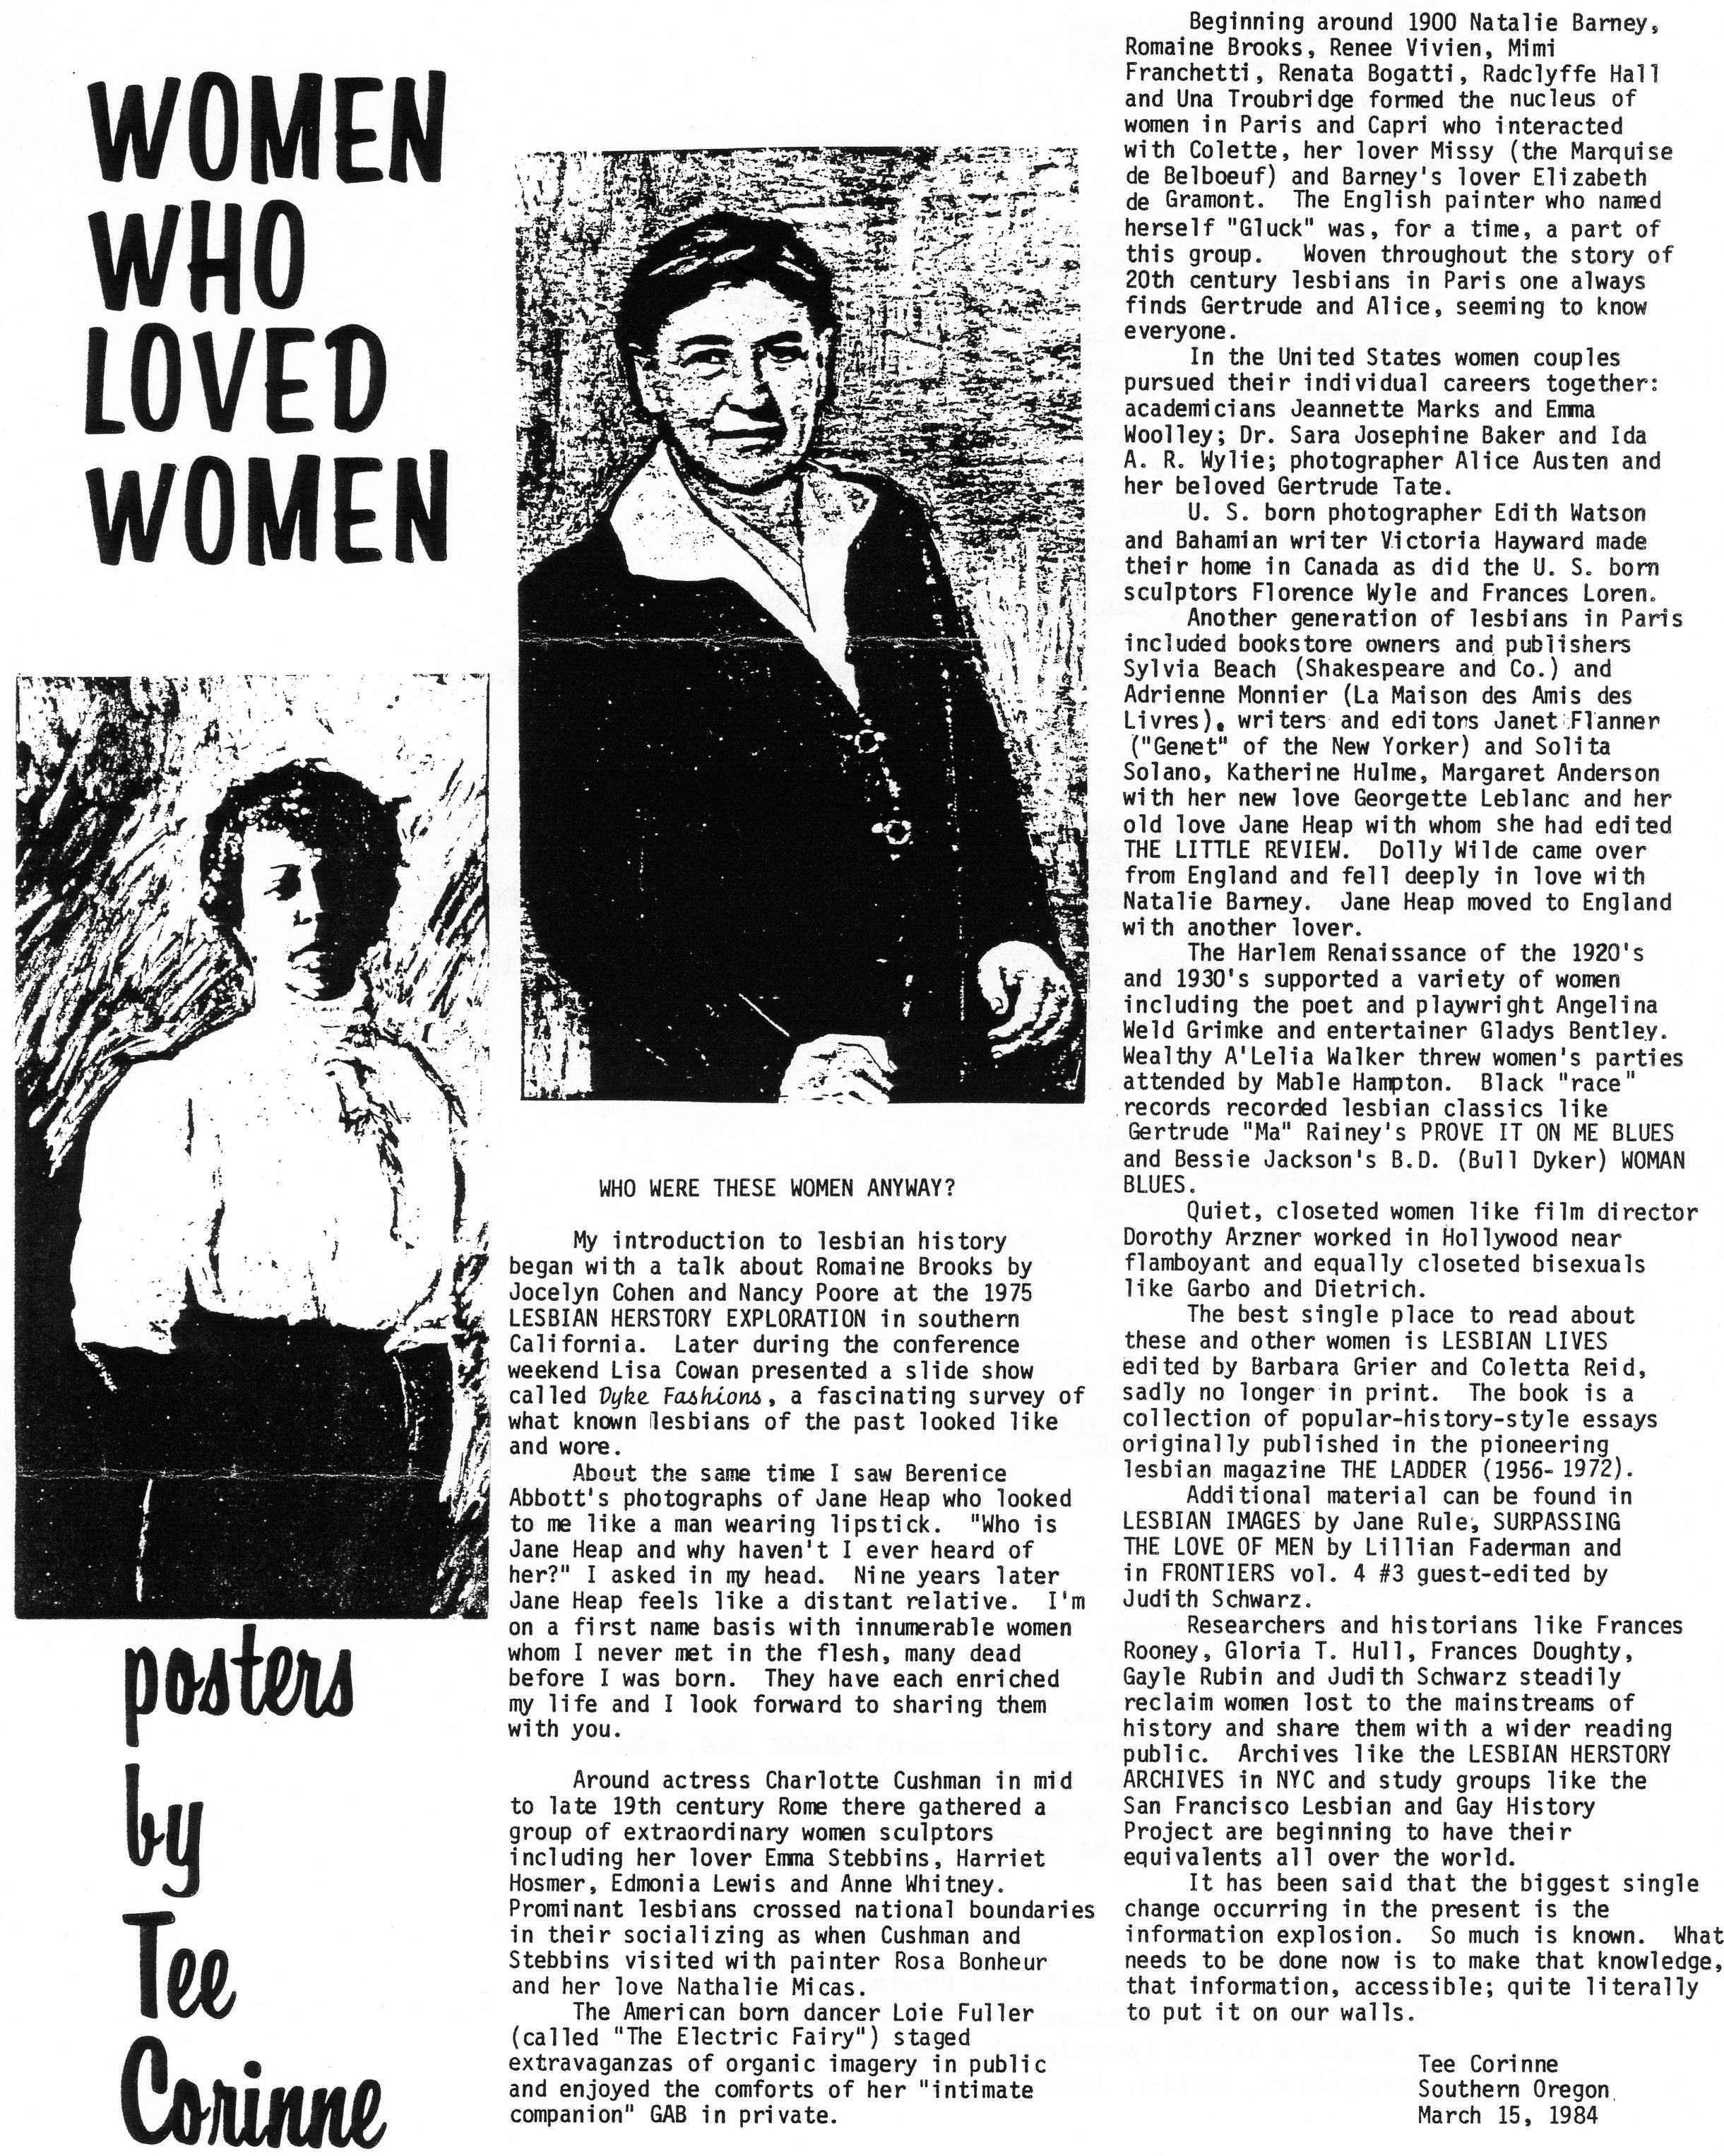 WOMEN
WHO
LOVED
WOMEN
posters
by
Tee
Corinne
WHO WERE THESE WOMEN ANYWAY?
My introduction to lesbian history
began with a talk about Romaine Brooks by
Jocelyn Cohen and Nancy Poore at the 1975
LESBIAN HERSTORY EXPLORATION in southern
California. Later during the conference
weekend Lisa Cowan presented a slide show
called Dyke Fashions, a fascinating survey of
what known lesbians of the past looked like
and wore.
About the same time I saw Berenice
Abbott's photographs of Jane Heap who looked
to me like a man wearing lipstick. "Who is
Jane Heap and why haven't I ever heard of
her?" I asked in my head. Nine years later
Jane Heap feels like a distant relative. I'm
on a first name basis with innumerable women
whom I never met in the flesh, many dead
before I was born. They have each enriched
my life and I look forward to sharing them
with you.
Around actress Charlotte Cushman in mid
to late 19th century Rome there gathered a
group of extraordinary women sculptors
including her lover Emma Stebbins, Harriet
Hosmer, Edmonia Lewis and Anne Whitney.
Prominant lesbians crossed national boundaries
in their socializing as when Cushman and
Stebbins visited with painter Rosa Bonheur
and her love Nathalie Micas.
The American born dancer Loie Fuller
(called "The Electric Fairy") staged
extravaganzas of organic imagery in public
and enjoyed the comforts of her "intimate
companion" GAB in private.
Beginning around 1900 Natalie Barney,
Romaine Brooks, Renee Vivien, Mimi
Franchetti, Renata Bogatti, Radclyffe Hall
and Una Troubridge formed the nucleus of
women in Paris and Capri who interacted
with Colette, her lover Missy (the Marquise
de Belboeuf) and Barney's lover Elizabeth
de Gramont. The English painter who named
herself "Gluck" was, for a time, a part of
this group. Woven throughout the story of
20th century lesbians in Paris one always
finds Gertrude and Alice, seeming to know
everyone.
In the United States women couples
pursued their individual careers together:
academicians Jeannette Marks and Emma
Woolley; Dr. Sara Josephine Baker and Ida
A. R. Wylie; photographer Alice Austen and
her beloved Gertrude Tate.
U. S. born photographer Edith Watson
and Bahamian writer Victoria Hayward made
their home in Canada as did the U. S. born
sculptors Florence Wyle and Frances Loren.
Another generation of lesbians in Paris
included bookstore owners and publishers
Sylvia Beach (Shakespeare and Co.) and
Adrienne Monnier (La Maison des Amis des
Livres), writers and editors Janet Flanner
("Genet" of the New Yorker) and Solita
Solano, Katherine Hulme, Margaret Anderson
with her new love Georgette Leblanc and her
old love Jane Heap with whom she had edited
THE LITTLE REVIEW. Dolly Wilde came over
from England and fell deeply in love with
Natalie Barney. Jane Heap moved to England
with another lover.
The Harlem Renaissance of the 1920's
and 1930's supported a variety of women
including the poet and playwright Angelina
Weld Grimke and entertainer Gladys Bentley.
Wealthy A'Lelia Walker threw women's parties
attended by Mable Hampton. Black "race"
records recorded lesbian classics like
Gertrude "Ma" Rainey's PROVE IT ON ME BLUES
and Bessie Jackson's B.D. (Bull Dyker) WOMAN
BLUES.
Quiet, closeted women like film director
Dorothy Arzner worked in Hollywood near
flamboyant and equally closeted bisexuals
like Garbo and Dietrich.
The best single place to read about
these and other women is LESBIAN LIVES
edited by Barbara Grier and Coletta Reid,
sadly no longer in print. The book is a
collection of popular-history-style essays
originally published in the pioneering
lesbian magazine THE LADDER (1956-1972).
Additional material can be found in
LESBIAN IMAGES by Jane Rule, SURPASSING
THE LOVE OF MEN by Lillian Faderman and
in FRONTIERS vol. 4 #3 guest-edited by
Judith Schwarz.
Researchers and historians like Frances
Rooney, Gloria T. Hull, Frances Doughty,
Gayle Rubin and Judith Schwarz steadily
reclaim women lost to the mainstreams of
history and share them with a wider reading
public. Archives like the LESBIAN HERSTORY
ARCHIVES in NYC and study groups like the
San Francisco Lesbian and Gay History
Project are beginning to have their
equivalents all over the world.
It has been said that the biggest single
change occurring in the present is the
information explosion. So much is known. What
needs to be done now is to make that knowledge,
that information, accessible; quite literally
to put it on our walls.
Tee Corinne
Southern Oregon
March 15, 1984